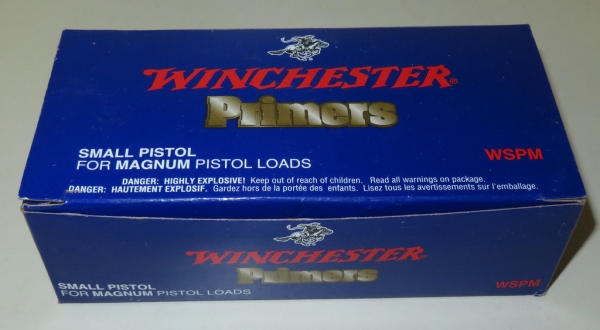 WINCHESTER®
Primers
SMALL PISTOL
FOR MAGNUM PISTOL LOADS
WSPM
DANGER: HIGHLY EXPLOSIVE! Keep out of reach of children. Read all warnings on package.
DANGER: HAUTEMENT EXPLOSIF. Gardez hors de la portée des enfants. Lisez tous les avertissements sur l'emballage.
WINCHESTER®
Primers
SMALL PISTOL
FOR MAGNUM PISTOL LOADS
WSPM